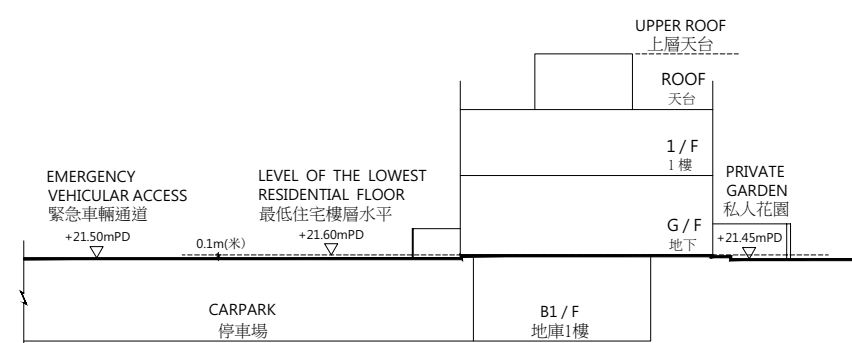 UPPER ROOF
上層天台
ROOF
天台
1 / F
1 樓
EMERGENCY
VEHICULAR ACCESS
緊急車輛通道
+21.50mPD
0.1m(米)
LEVEL OF THE LOWEST
RESIDENTIAL FLOOR
最低住宅樓層水平
+21.60mPD
G / F
地下
PRIVATE
GARDEN
私人花園
+21.45mPD
CARPARK
停車場
B1 / F
地庫1樓